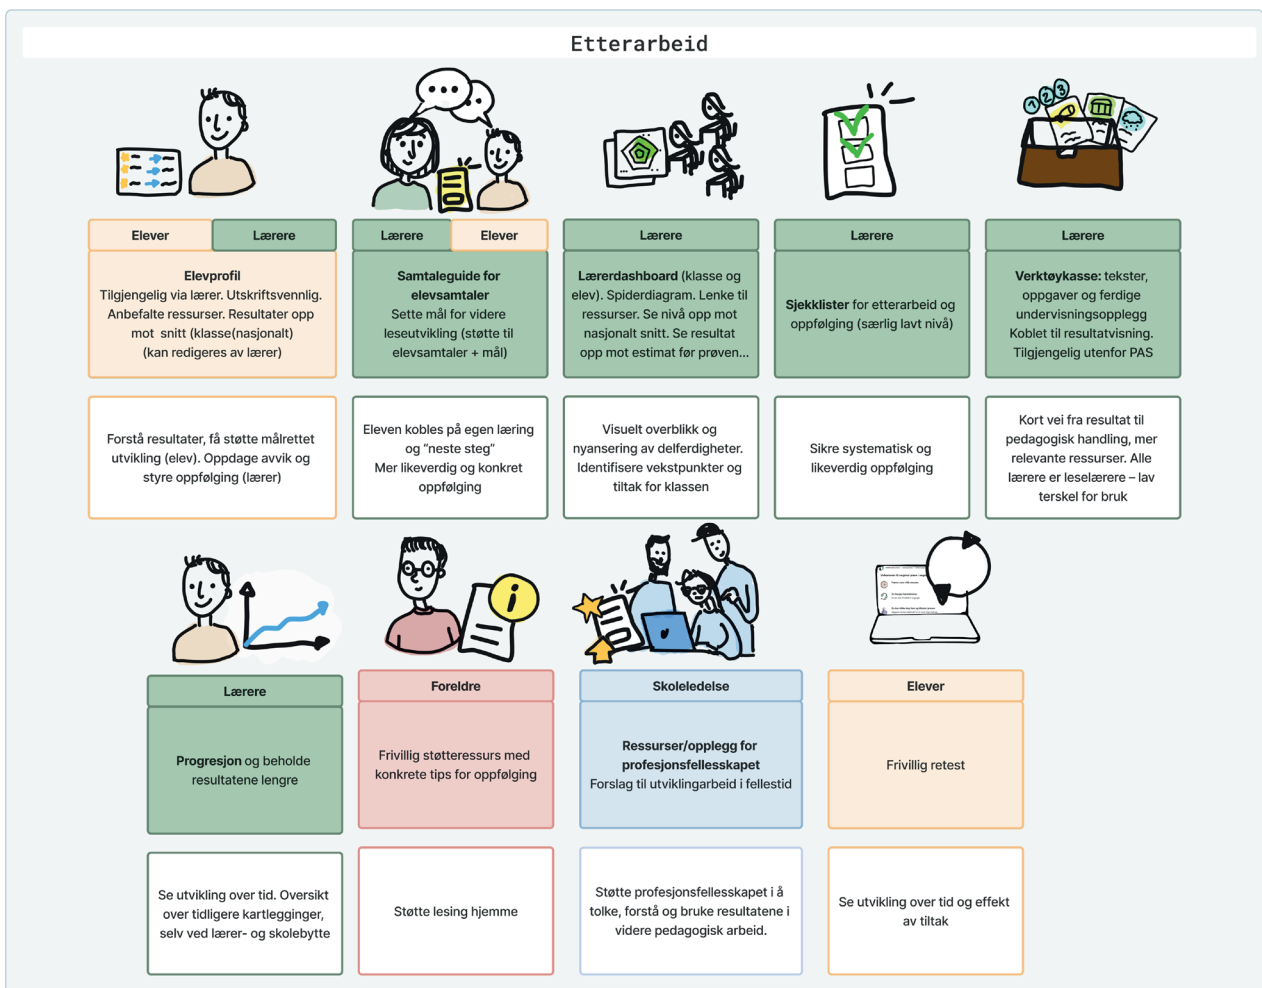 Etterarbeid
1 2 3
Elever
Lærere
Elevprofil
Tilgjengelig via lærer. Utskriftsvennlig.
Anbefalte ressurser. Resultater opp
mot snitt (klasse(nasjonalt)
(kan redigeres av lærer)
Forstå resultater, få støtte målrettet
utvikling (elev). Oppdage avvik og
styre oppfølging (lærer)
Lærere
Elever
Samtaleguide for
elevsamtaler
Sette mål for videre
leseutvikling (støtte til
elevsamtaler + mål)
Eleven kobles på egen læring
og “neste steg”
Mer likeverdig og konkret
oppfølging
Lærere
Lærerdashboard (klasse og
elev). Spiderdiagram. Lenke til
ressurser. Se nivå opp mot
nasjonalt snitt. Se resultat
opp mot estimat før prøven...
Visuelt overblikk og
nyansering av delferdigheter.
Identifisere vekstpunkter og
tiltak for klassen
Lærere
Sjekklister for etterarbeid og
oppfølging (særlig lavt nivå)
Sikre systematisk og
likeverdig oppfølging
Lærere
Verktøykasse: tekster,
oppgaver og ferdige
undervisningsopplegg
Koblet til resultatvisning.
Tilgjengelig utenfor PAS
Kort vei fra resultat til
pedagogisk handling, mer
relevante ressurser. Alle
lærere er leselærere – lav
terskel for bruk
Lærere
Progresjon og beholde
resultatene lengre
Se utvikling over tid. Oversikt
over tidligere kartlegginger,
selv ved lærer- og skolebytte
i
Foreldre
Frivillig støtteressurs med
konkrete tips for oppfølging
Støtte lesing hjemme
Skoleledelse
Ressurser/opplegg for
profesjonsfellesskapet
Forslag til utviklingarbeid i fellestid
Støtte profesjonsfellesskapet i å
tolke, forstå og bruke resultatene i
videre pedagogisk arbeid.
Elever
Frivillig retest
Se utvikling over tid og effekt
av tiltak